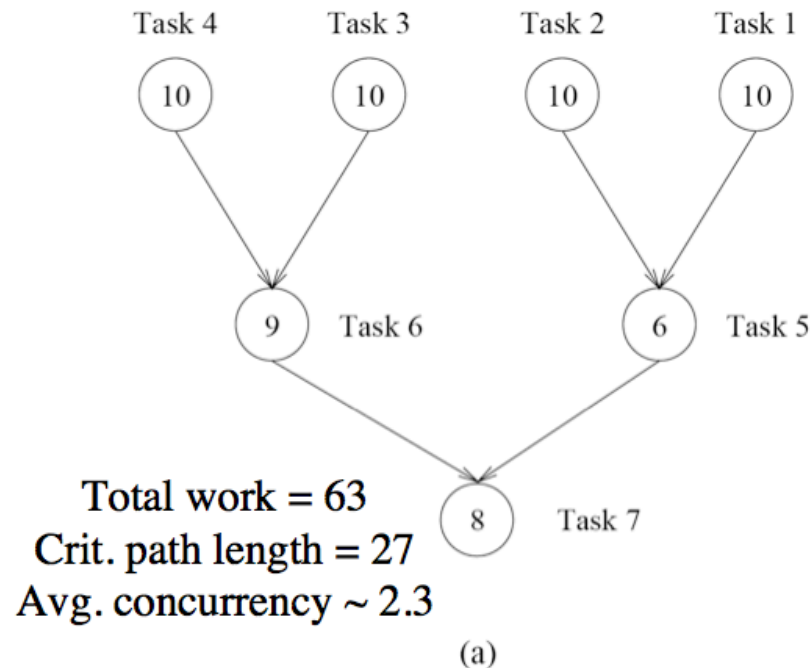 Task 4 Task 3 Task 2 Task 1
10 10 10 10
9 Task 6 6 Task 5
Total work = 63
8 Task 7
Crit. path length = 27
Avg. concurrency ~ 2.3
(a)